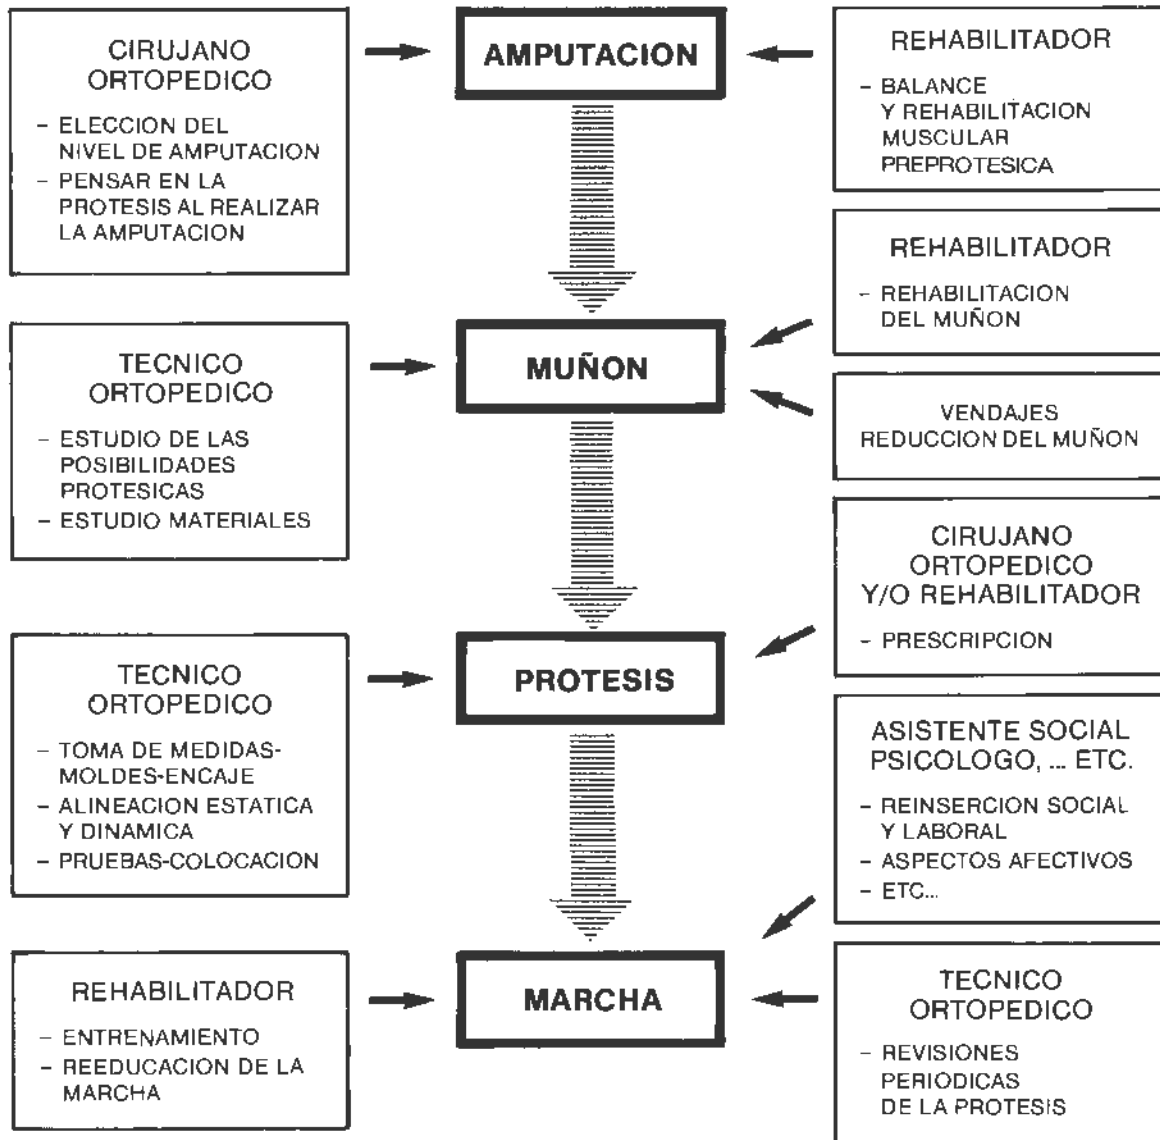 CIRUJANO
ORTOPEDICO
– ELECCION DEL
NIVEL DE AMPUTACION
– PENSAR EN LA
PROTESIS AL REALIZAR
LA AMPUTACION
AMPUTACION
REHABILITADOR
– BALANCE
Y REHABILITACION
MUSCULAR
PREPROTESICA
TECNICO
ORTOPEDICO
– ESTUDIO DE LAS
POSIBILIDADES
PROTESICAS
– ESTUDIO MATERIALES
MUÑON
REHABILITADOR
– REHABILITACION
DEL MUÑON
VENDAJES
REDUCCION DEL MUÑON
TECNICO
ORTOPEDICO
– TOMA DE MEDIDAS-
MOLDES-ENCAJE
– ALINEACION ESTATICA
Y DINAMICA
– PRUEBAS-COLOCACION
PROTESIS
CIRUJANO
ORTOPEDICO
Y/O REHABILITADOR
– PRESCRIPCION
ASISTENTE SOCIAL
PSICOLOGO, ... ETC.
– REINSERCION SOCIAL
Y LABORAL
– ASPECTOS AFECTIVOS
– ETC...
REHABILITADOR
– ENTRENAMIENTO
– REEDUCACION DE LA
MARCHA
MARCHA
TECNICO
ORTOPEDICO
– REVISIONES
PERIODICAS
DE LA PROTESIS